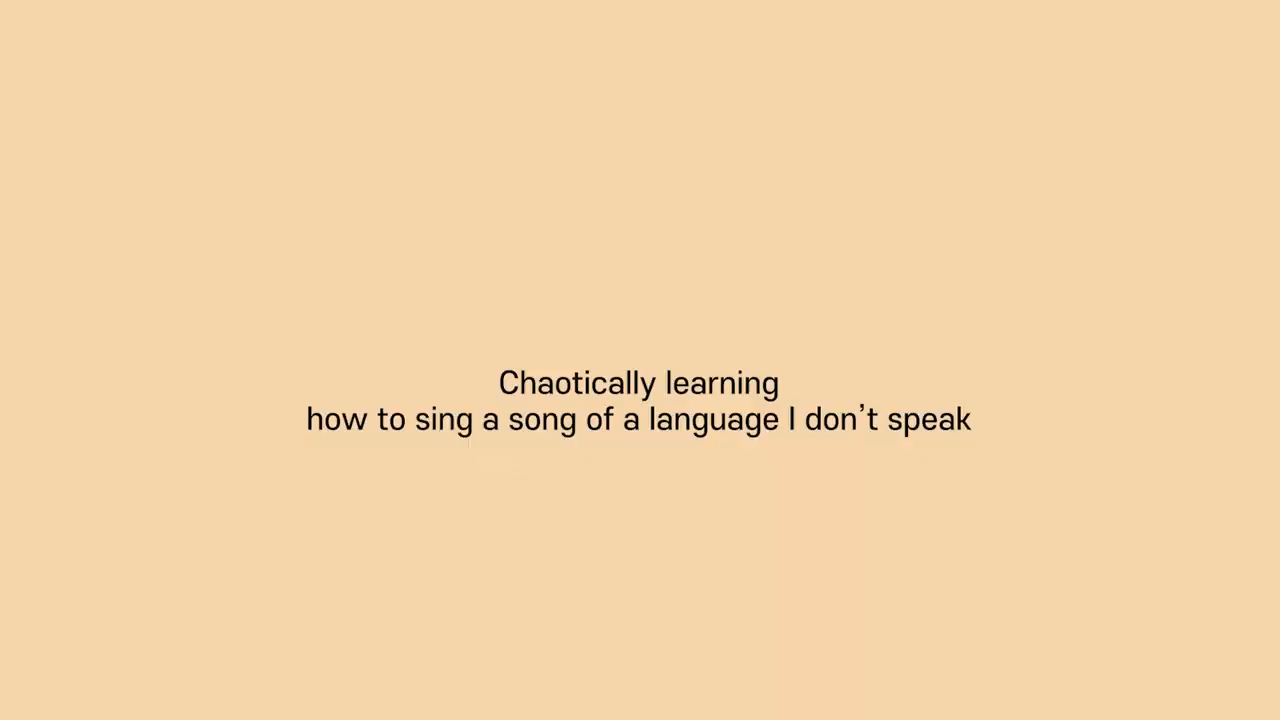 Chaotically learning
how to sing a song of a language I don’t speak